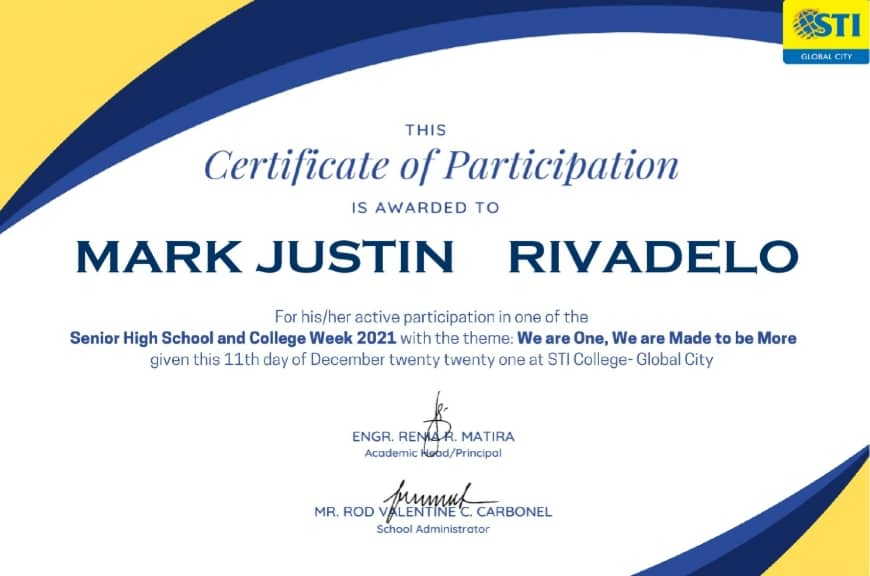 STI
GLOBAL CITY
THIS
Certificate of Participation
IS AWARDED TO
MARK JUSTIN RIVADELO
For his/her active participation in one of the
Senior High School and College Week 2021 with the theme: We are One, We are Made to be More
given this 11th day of December twenty twenty one at STI College- Global City
ENGR. RENIA R. MATIRA
Academic Head/Principal
MR. ROD VALENTINE C. CARBONEL
School Administrator